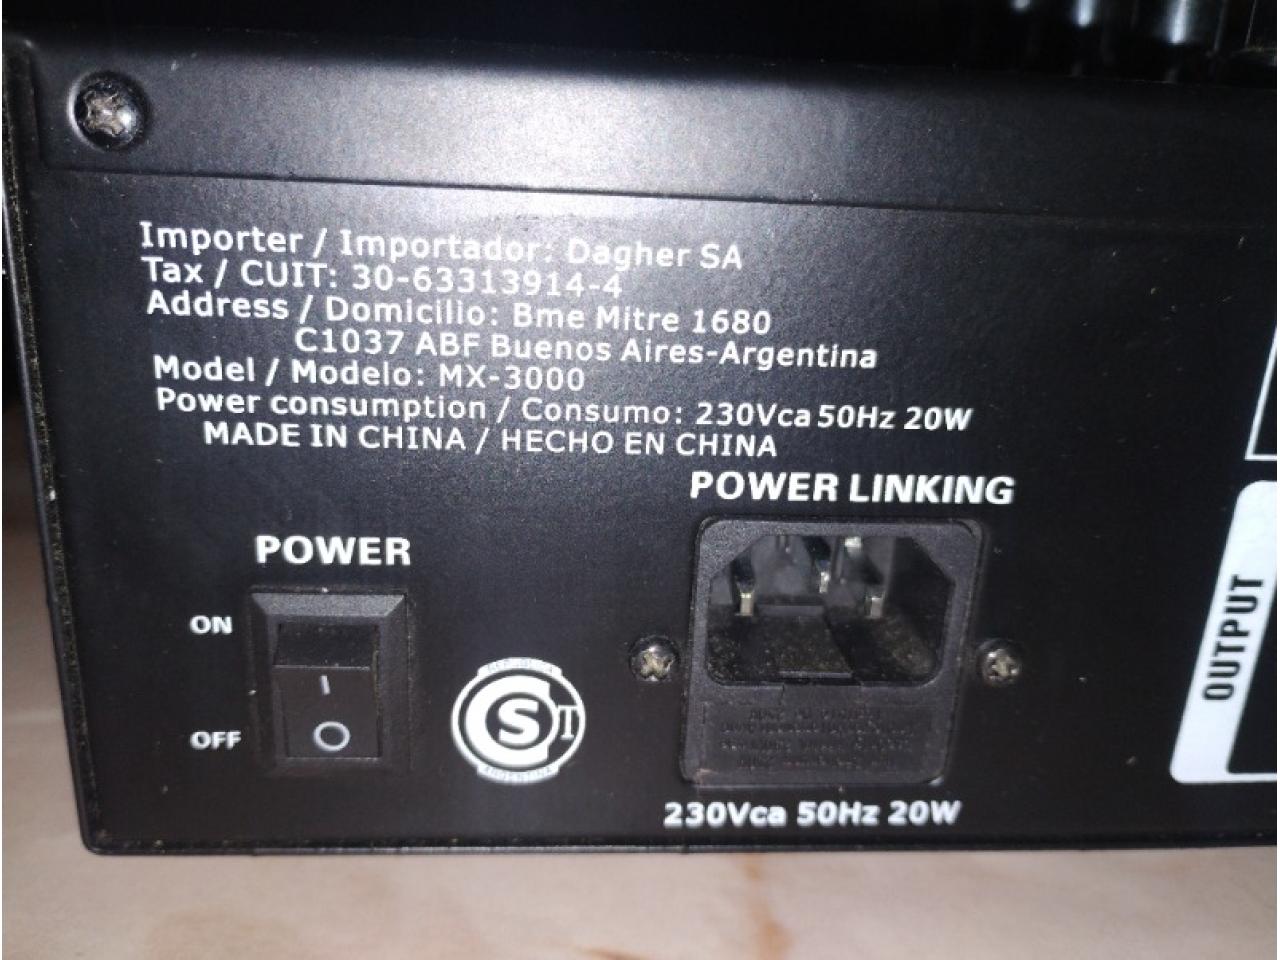 Importer / Importador: Dagher SA
Tax / CUIT: 30-63313914-4
Address / Domicilio: Bme Mitre 1680
C1037 ABF Buenos Aires-Argentina
Model / Modelo: MX-3000
Power consumption / Consumo: 230Vca 50Hz 20W
MADE IN CHINA / HECHO EN CHINA
POWER LINKING
POWER
ON
OFF
REPUBLICA
S
I
ARGENTINA
230Vca 50Hz 20W
OUTPUT